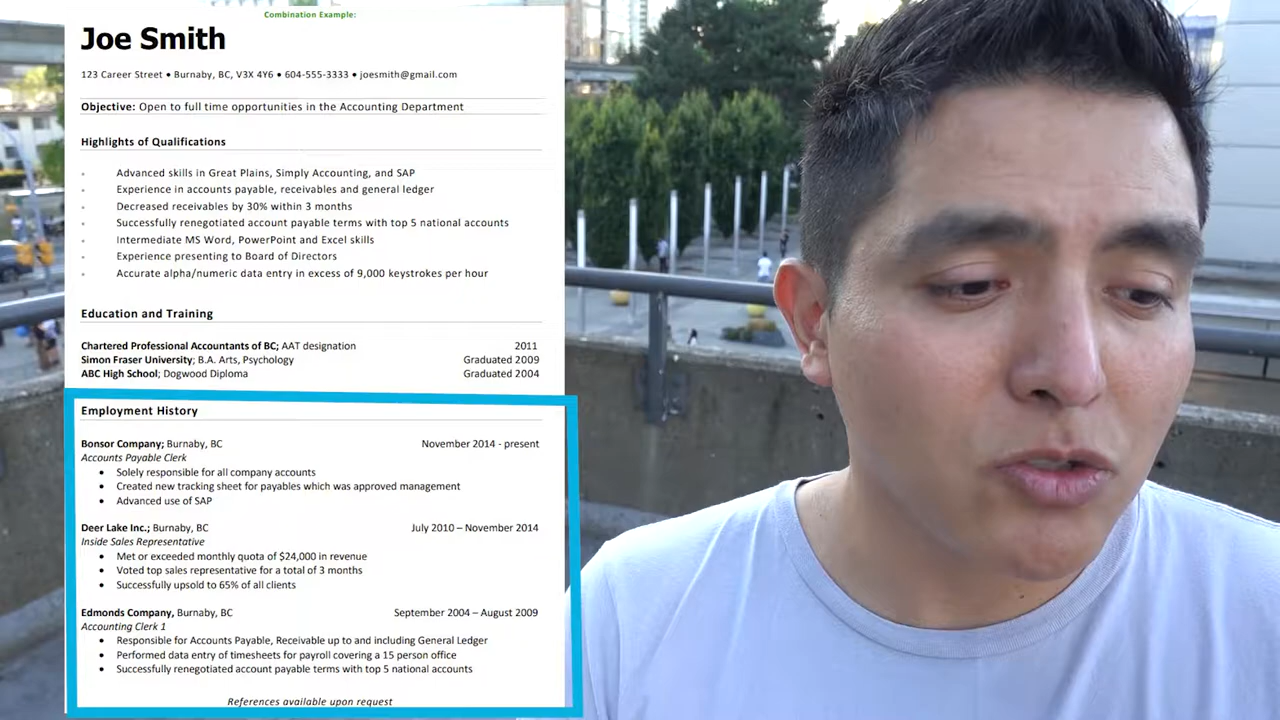 Combination Example:
Joe Smith
123 Career Street • Burnaby, BC, V3X 4Y6 • 604-555-3333 • joesmith@gmail.com
Objective: Open to full time opportunities in the Accounting Department
Highlights of Qualifications
Advanced skills in Great Plains, Simply Accounting, and SAP
Experience in accounts payable, receivables and general ledger
Decreased receivables by 30% within 3 months
Successfully renegotiated account payable terms with top 5 national accounts
Intermediate MS Word, PowerPoint and Excel skills
Experience presenting to Board of Directors
Accurate alpha/numeric data entry in excess of 9,000 keystrokes per hour
Education and Training
Chartered Professional Accountants of BC; AAT designation 2011
Simon Fraser University; B.A. Arts, Psychology Graduated 2009
ABC High School; Dogwood Diploma Graduated 2004
Employment History
Bonsor Company; Burnaby, BC November 2014 - present
Accounts Payable Clerk
• Solely responsible for all company accounts
• Created new tracking sheet for payables which was approved management
• Advanced use of SAP
Deer Lake Inc.; Burnaby, BC July 2010 – November 2014
Inside Sales Representative
• Met or exceeded monthly quota of $24,000 in revenue
• Voted top sales representative for a total of 3 months
• Successfully upsold to 65% of all clients
Edmonds Company, Burnaby, BC September 2004 – August 2009
Accounting Clerk 1
• Responsible for Accounts Payable, Receivable up to and including General Ledger
• Performed data entry of timesheets for payroll covering a 15 person office
• Successfully renegotiated account payable terms with top 5 national accounts
References available upon request